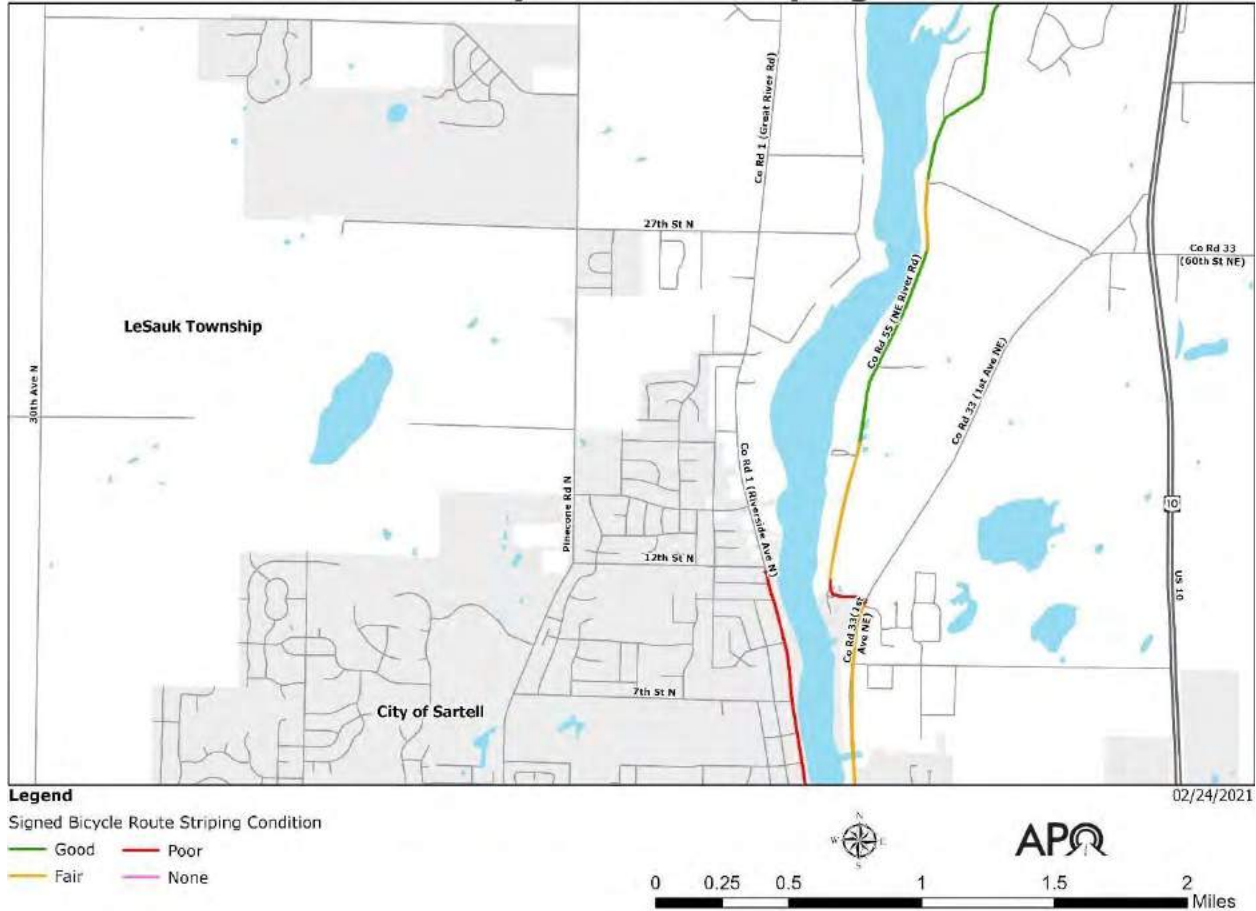 Co Rd 1 (Great River Rd)
27th St N
Co Rd 33
(60th St NE)
Co Rd 55 (NE River Rd)
LeSauk Township
30th Ave N
Co Rd 33 (1st Ave NE)
Co Rd 1 (Riverside Ave N)
Pinecone Rd N
10
12th St N
US 10
Co Rd 33 (1st
Ave NE)
7th St N
City of Sartell
Legend
02/24/2021
Signed Bicycle Route Striping Condition
Good
Poor
Fair
None
N
W
E
S
APO
0 0.25 0.5 1 1.5 2
Miles